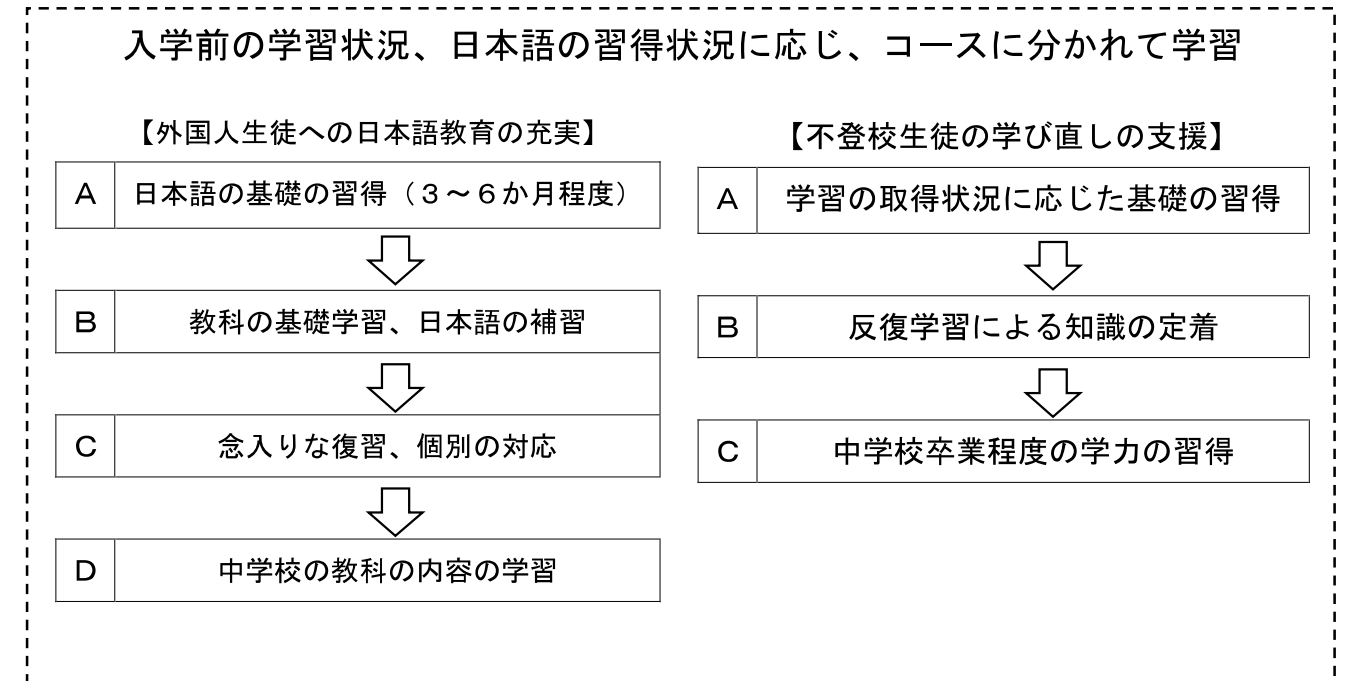 入学前の学習状況、日本語の習得状況に応じ、コースに分かれて学習
【外国人生徒への日本語教育の充実】
A 日本語の基礎の習得（３～６か月程度）
B 教科の基礎学習、日本語の補習
C 念入りな復習、個別の対応
D 中学校の教科の内容の学習
【不登校生徒の学び直しの支援】
A 学習の取得状況に応じた基礎の習得
B 反復学習による知識の定着
C 中学校卒業程度の学力の習得